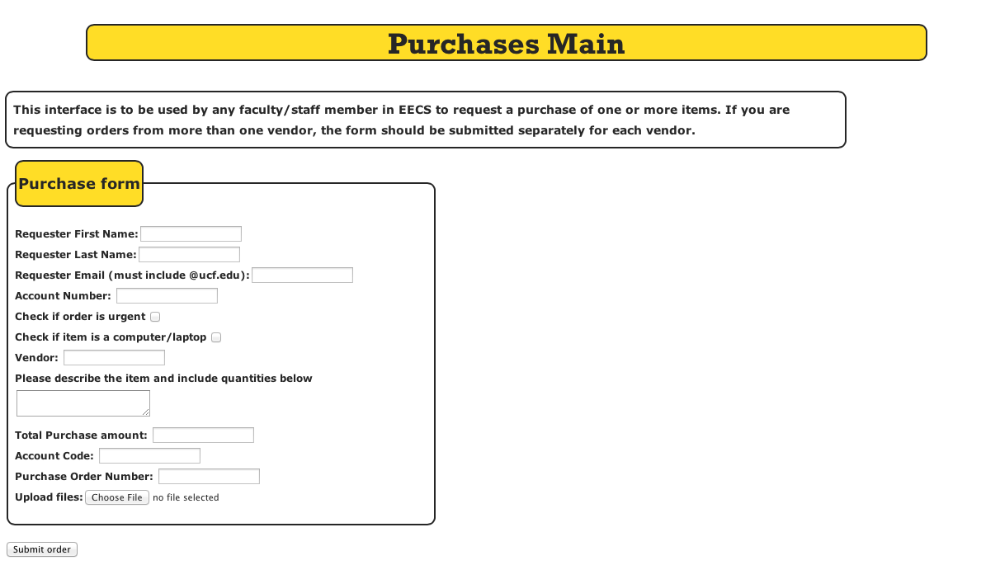 Purchases Main
This interface is to be used by any faculty/staff member in EECS to request a purchase of one or more items. If you are
requesting orders from more than one vendor, the form should be submitted separately for each vendor.
Purchase form
Requester First Name:
Requester Last Name:
Requester Email (must include @ucf.edu):
Account Number:
Check if order is urgent
Check if item is a computer/laptop
Vendor:
Please describe the item and include quantities below
Total Purchase amount:
Account Code:
Purchase Order Number:
Upload files: Choose File no file selected
Submit order